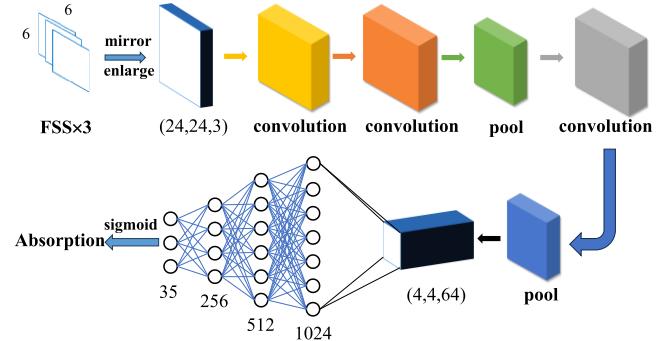 6
6
mirror
enlarge
FSS×3
(24,24,3)
convolution
convolution
pool
convolution
sigmoid
Absorption
35
256
512
1024
(4,4,64)
pool